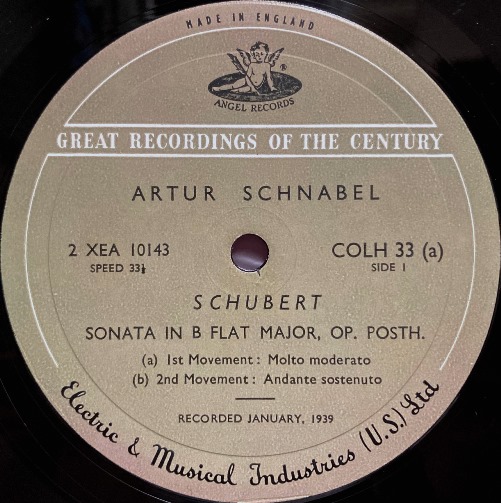 MADE IN ENGLAND
®
ANGEL RECORDS
GREAT RECORDINGS OF THE CENTURY
ARTUR SCHNABEL
2 XEA 10143
SPEED 33⅓
COLH 33 (a)
SIDE 1
SCHUBERT
SONATA IN B FLAT MAJOR, OP. POSTH.
(a) 1st Movement: Molto moderato
(b) 2nd Movement: Andante sostenuto
RECORDED JANUARY, 1939
Electric & Musical Industries (U.S.) Ltd